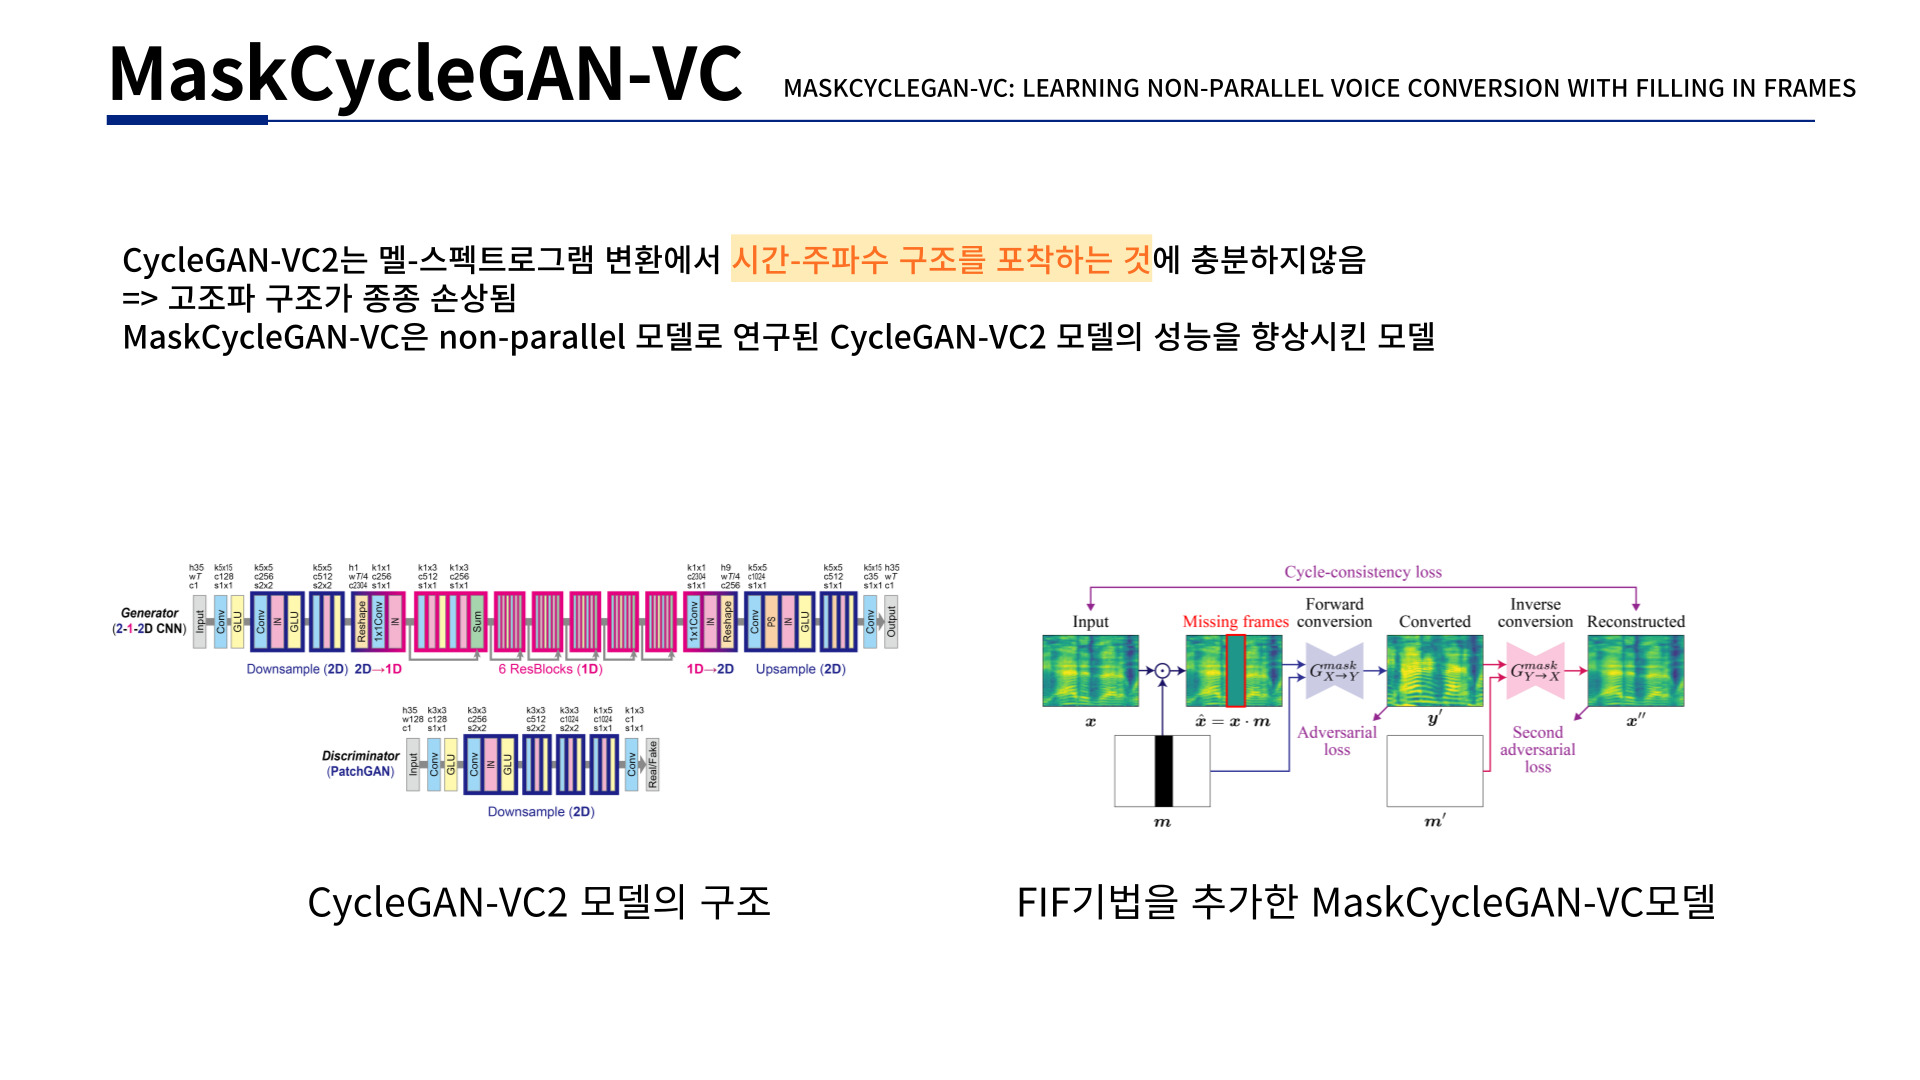 MaskCycleGAN-VC
MASKCYCLEGAN-VC: LEARNING NON-PARALLEL VOICE CONVERSION WITH FILLING IN FRAMES
CycleGAN-VC2는 멜-스펙트로그램 변환에서 시간-주파수 구조를 포착하는 것에 충분하지않음
=> 고조파 구조가 종종 손상됨
MaskCycleGAN-VC은 non-parallel 모델로 연구된 CycleGAN-VC2 모델의 성능을 향상시킨 모델
h35 k5x15 k5x5 k5x5 h1 k1x1 k1x3 k1x3 k1x1 h9 k5x5 k5x5 k5x15 h35
wT c128 c256 c512 wT/4 c256 c512 c256 c2304 wT/4 c1024 c512 c35 wT
c1 s1x1 s2x2 s2x2 c2304 s1x1 s1x1 s1x1 s1x1 c256 s1x1 s1x1 s1x1 c1
Generator
(2-1-2D CNN)
Input Conv GLU Conv IN GLU Reshape 1x1Conv IN Sum 1x1Conv IN Reshape Conv PS IN GLU Conv Output
Downsample (2D) 2D→1D 6 ResBlocks (1D) 1D→2D Upsample (2D)
h35 k3x3 k3x3 k3x3 k3x3 k1x5 k1x3
w128 c128 c256 c512 c1024 c1024 c1
c1 s1x1 s2x2 s2x2 s2x2 s1x1 s1x1
Discriminator
(PatchGAN)
Input Conv GLU Conv IN GLU Conv Real/Fake
Downsample (2D)
Cycle-consistency loss
Input Missing frames Forward conversion Converted Inverse conversion Reconstructed
G^{mask}_{X→Y} G^{mask}_{Y→X}
x x̂ = x · m y′ x″
Adversarial loss
Second adversarial loss
m m′
CycleGAN-VC2 모델의 구조
FIF기법을 추가한 MaskCycleGAN-VC모델